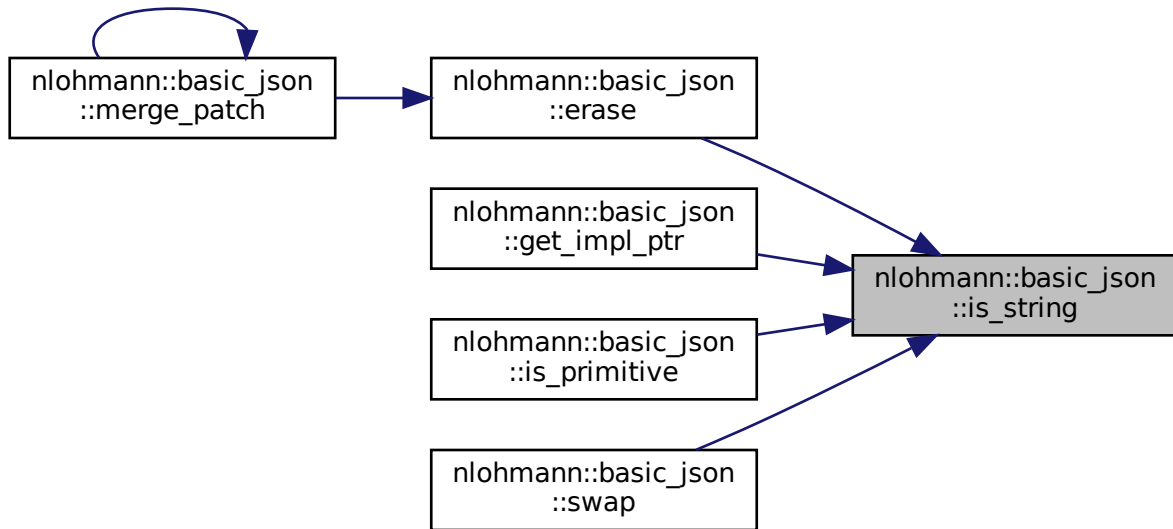 nlohmann::basic_json
::merge_patch
nlohmann::basic_json
::erase
nlohmann::basic_json
::get_impl_ptr
nlohmann::basic_json
::is_primitive
nlohmann::basic_json
::swap
nlohmann::basic_json
::is_string